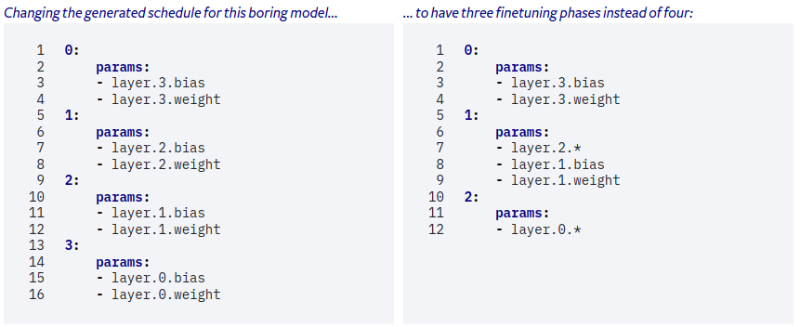 Changing the generated schedule for this boring model...
1 0:
2 params:
3 - layer.3.bias
4 - layer.3.weight
5 1:
6 params:
7 - layer.2.bias
8 - layer.2.weight
9 2:
10 params:
11 - layer.1.bias
12 - layer.1.weight
13 3:
14 params:
15 - layer.0.bias
16 - layer.0.weight
... to have three finetuning phases instead of four:
1 0:
2 params:
3 - layer.3.bias
4 - layer.3.weight
5 1:
6 params:
7 - layer.2.*
8 - layer.1.bias
9 - layer.1.weight
10 2:
11 params:
12 - layer.0.*